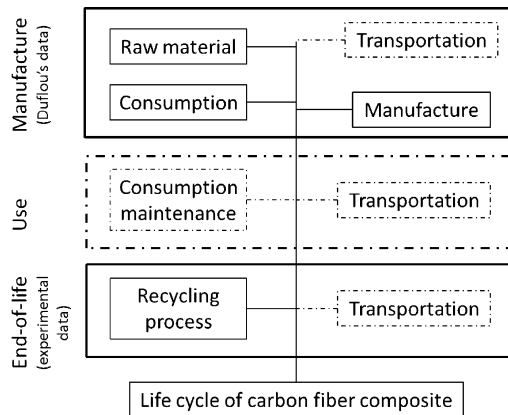 Manufacture
(Duflou's data)
Raw material
Transportation
Consumption
Manufacture
Use
Consumption
maintenance
Transportation
End-of-life
(experimental
data)
Recycling
process
Transportation
Life cycle of carbon fiber composite